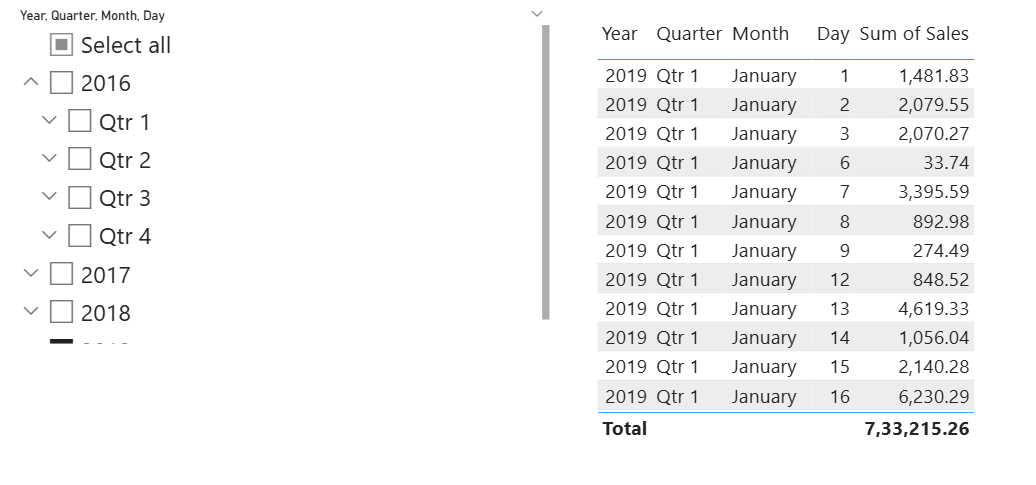 Year, Quarter, Month, Day
Select all
2016
Qtr 1
Qtr 2
Qtr 3
Qtr 4
2017
2018
Year Quarter Month Day Sum of Sales
2019 Qtr 1 January 1 1,481.83
2019 Qtr 1 January 2 2,079.55
2019 Qtr 1 January 3 2,070.27
2019 Qtr 1 January 6 33.74
2019 Qtr 1 January 7 3,395.59
2019 Qtr 1 January 8 892.98
2019 Qtr 1 January 9 274.49
2019 Qtr 1 January 12 848.52
2019 Qtr 1 January 13 4,619.33
2019 Qtr 1 January 14 1,056.04
2019 Qtr 1 January 15 2,140.28
2019 Qtr 1 January 16 6,230.29
Total 7,33,215.26